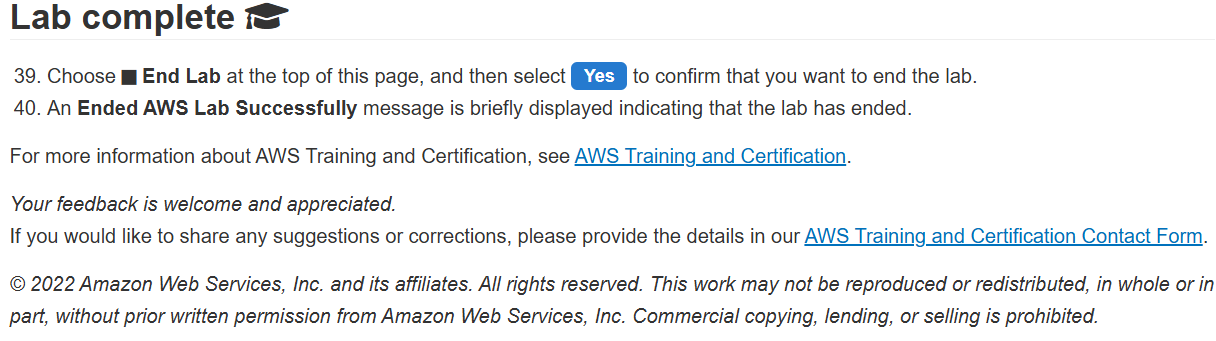 Lab complete
39. Choose ■ End Lab at the top of this page, and then select Yes to confirm that you want to end the lab.
40. An Ended AWS Lab Successfully message is briefly displayed indicating that the lab has ended.
For more information about AWS Training and Certification, see AWS Training and Certification.
Your feedback is welcome and appreciated.
If you would like to share any suggestions or corrections, please provide the details in our AWS Training and Certification Contact Form.
© 2022 Amazon Web Services, Inc. and its affiliates. All rights reserved. This work may not be reproduced or redistributed, in whole or in
part, without prior written permission from Amazon Web Services, Inc. Commercial copying, lending, or selling is prohibited.